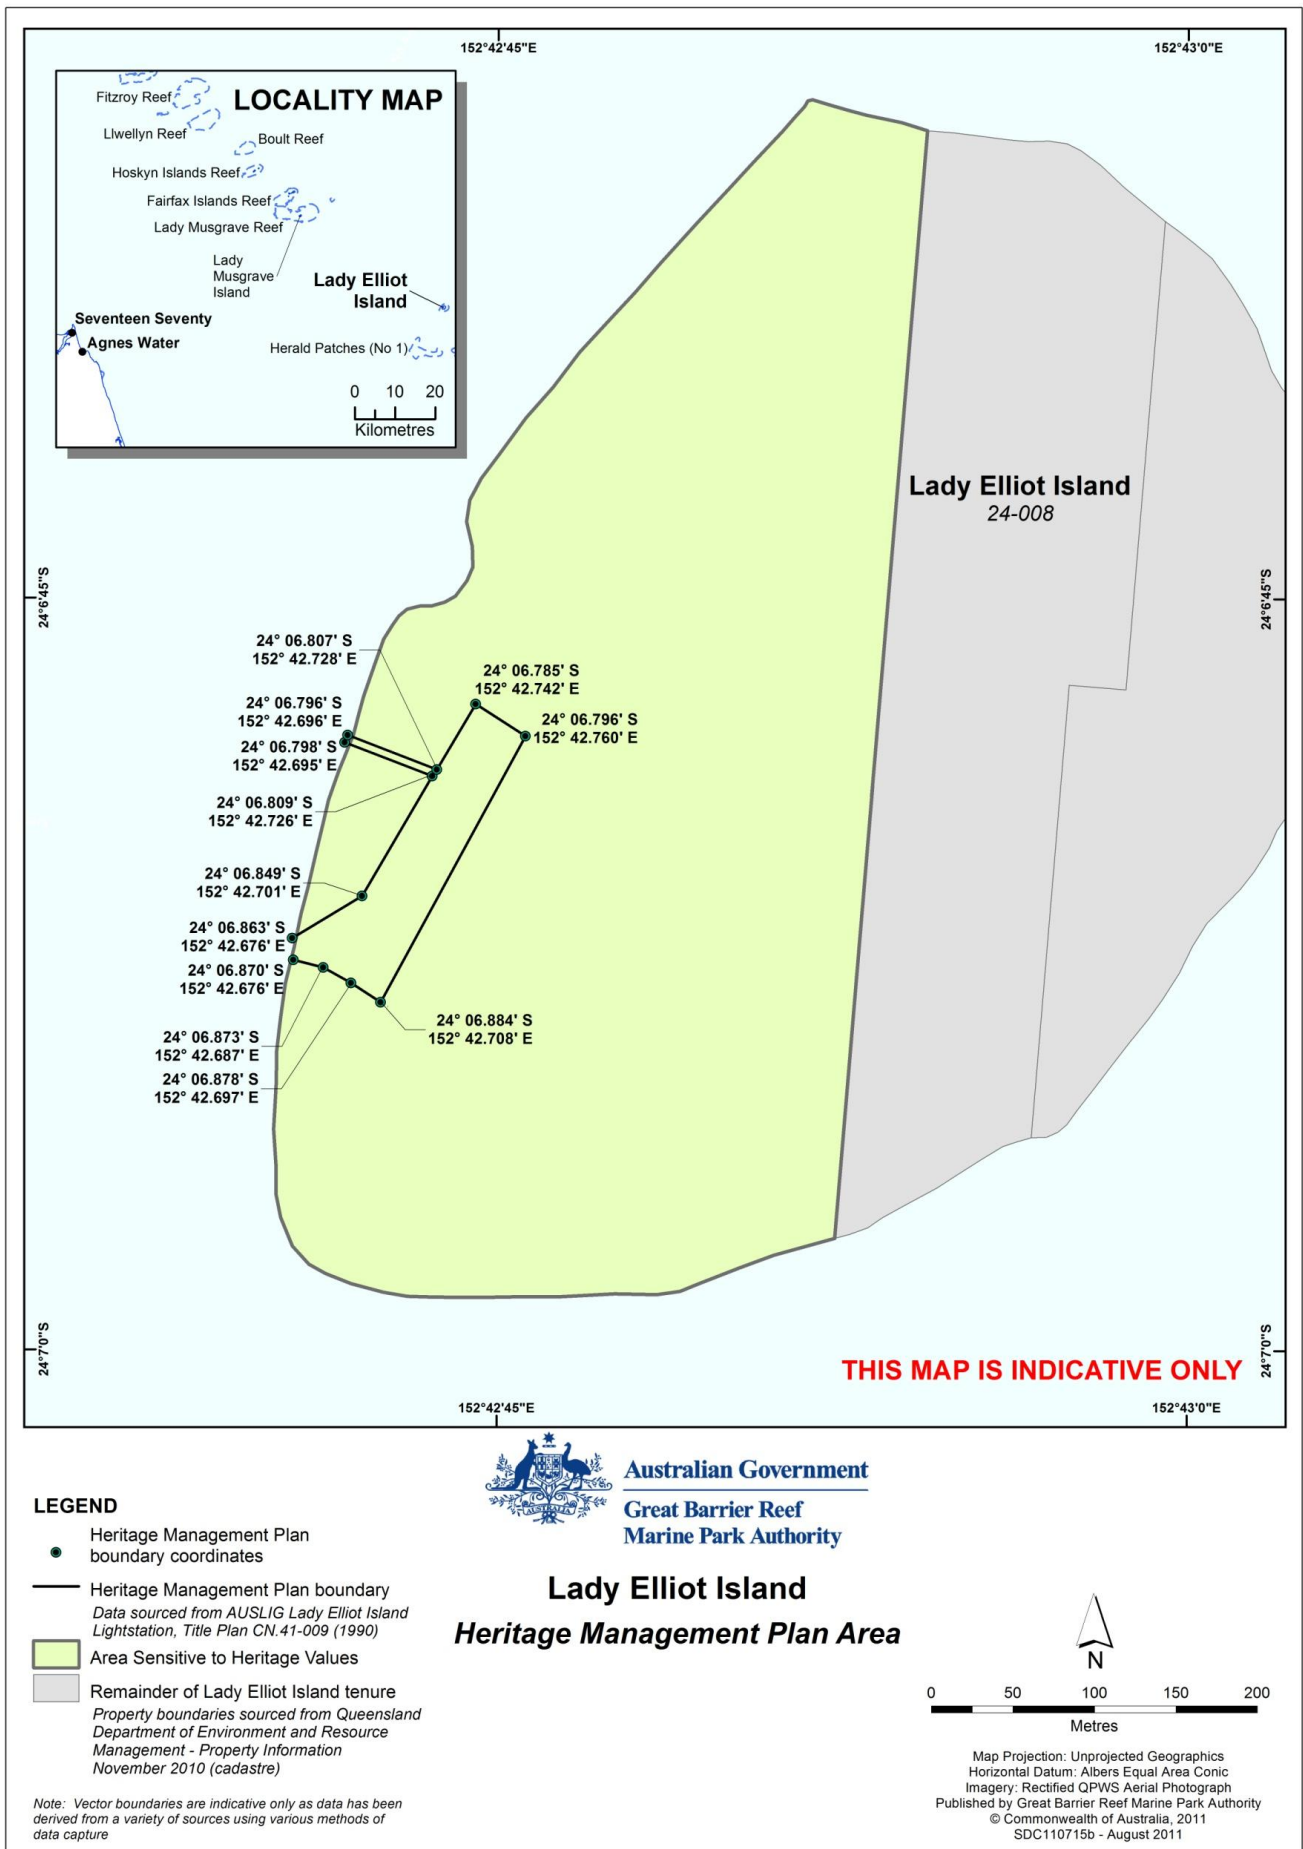 152°42'45"E
152°43'0"E
LOCALITY MAP
Fitzroy Reef
Llwellyn Reef
Boult Reef
Hoskyn Islands Reef
Fairfax Islands Reef
Lady Musgrave Reef
Lady
Musgrave
Island
Lady Elliot
Island
Seventeen Seventy
Agnes Water
Herald Patches (No 1)
0 10 20
Kilometres
Lady Elliot Island
24-008
24°6'45"S
24°6'45"S
24° 06.807' S
152° 42.728' E
24° 06.785' S
152° 42.742' E
24° 06.796' S
152° 42.696' E
24° 06.796' S
152° 42.760' E
24° 06.798' S
152° 42.695' E
24° 06.809' S
152° 42.726' E
24° 06.849' S
152° 42.701' E
24° 06.863' S
152° 42.676' E
24° 06.870' S
152° 42.676' E
24° 06.884' S
152° 42.708' E
24° 06.873' S
152° 42.687' E
24° 06.878' S
152° 42.697' E
24°7'0"S
24°7'0"S
THIS MAP IS INDICATIVE ONLY
152°42'45"E
152°43'0"E
AUSTRALIA
Australian Government
Great Barrier Reef
Marine Park Authority
LEGEND
Heritage Management Plan
boundary coordinates
Heritage Management Plan boundary
Data sourced from AUSLIG Lady Elliot Island
Lightstation, Title Plan CN.41-009 (1990)
Area Sensitive to Heritage Values
Remainder of Lady Elliot Island tenure
Property boundaries sourced from Queensland
Department of Environment and Resource
Management - Property Information
November 2010 (cadastre)
Note: Vector boundaries are indicative only as data has been
derived from a variety of sources using various methods of
data capture
Lady Elliot Island
Heritage Management Plan Area
N
0 50 100 150 200
Metres
Map Projection: Unprojected Geographics
Horizontal Datum: Albers Equal Area Conic
Imagery: Rectified QPWS Aerial Photograph
Published by Great Barrier Reef Marine Park Authority
© Commonwealth of Australia, 2011
SDC110715b - August 2011